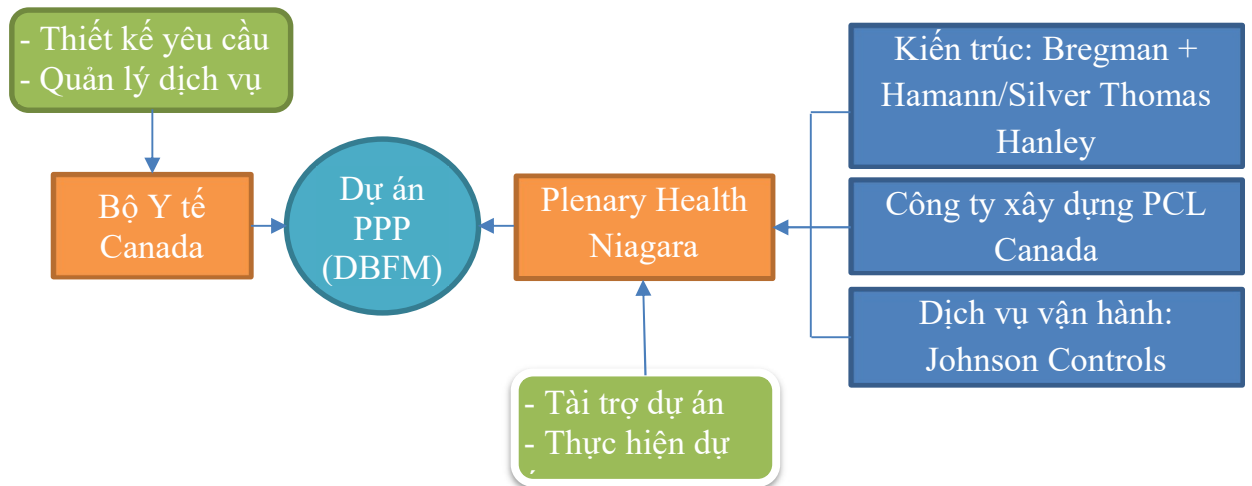 - Thiết kế yêu cầu
- Quản lý dịch vụ
Bộ Y tế
Canada
Dự án
PPP
(DBFM)
Plenary Health
Niagara
- Tài trợ dự án
- Thực hiện dự
Kiến trúc: Bregman +
Hamann/Silver Thomas
Hanley
Công ty xây dựng PCL
Canada
Dịch vụ vận hành:
Johnson Controls